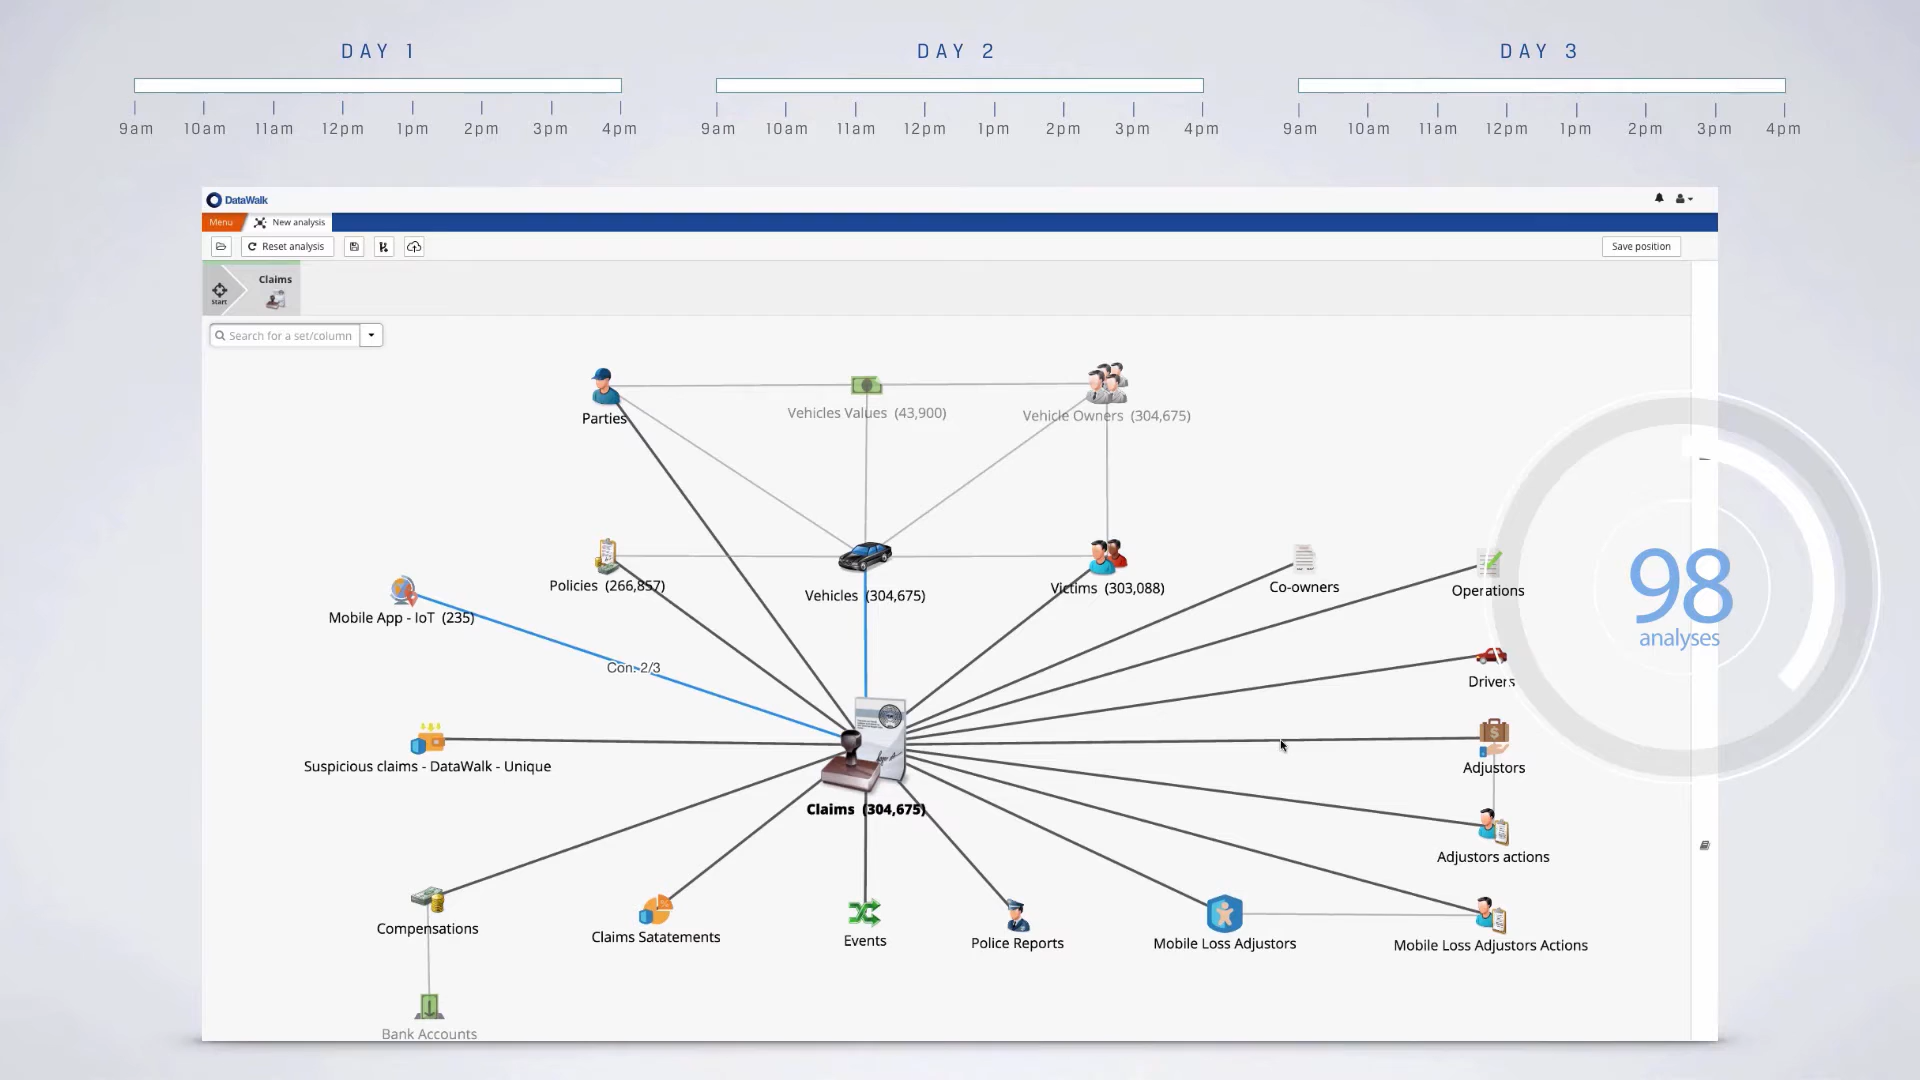 DAY 1
DAY 2
DAY 3
9am 10am 11am 12pm 1pm 2pm 3pm 4pm
9am 10am 11am 12pm 1pm 2pm 3pm 4pm
9am 10am 11am 12pm 1pm 2pm 3pm 4pm
DataWalk
Menu
New analysis
Reset analysis
Save position
start
Claims
Search for a set/column
Parties
Vehicles Values (43,900)
Vehicle Owners (304,675)
Policies (266,857)
Vehicles (304,675)
Victims (303,088)
Co-owners
Operations
Mobile App - IoT (235)
Con: 2/3
98
analyses
Drivers
Suspicious claims - DataWalk - Unique
Adjustors
Claims (304,675)
Adjustors actions
Compensations
Claims Satatements
Events
Police Reports
Mobile Loss Adjustors
Mobile Loss Adjustors Actions
Bank Accounts